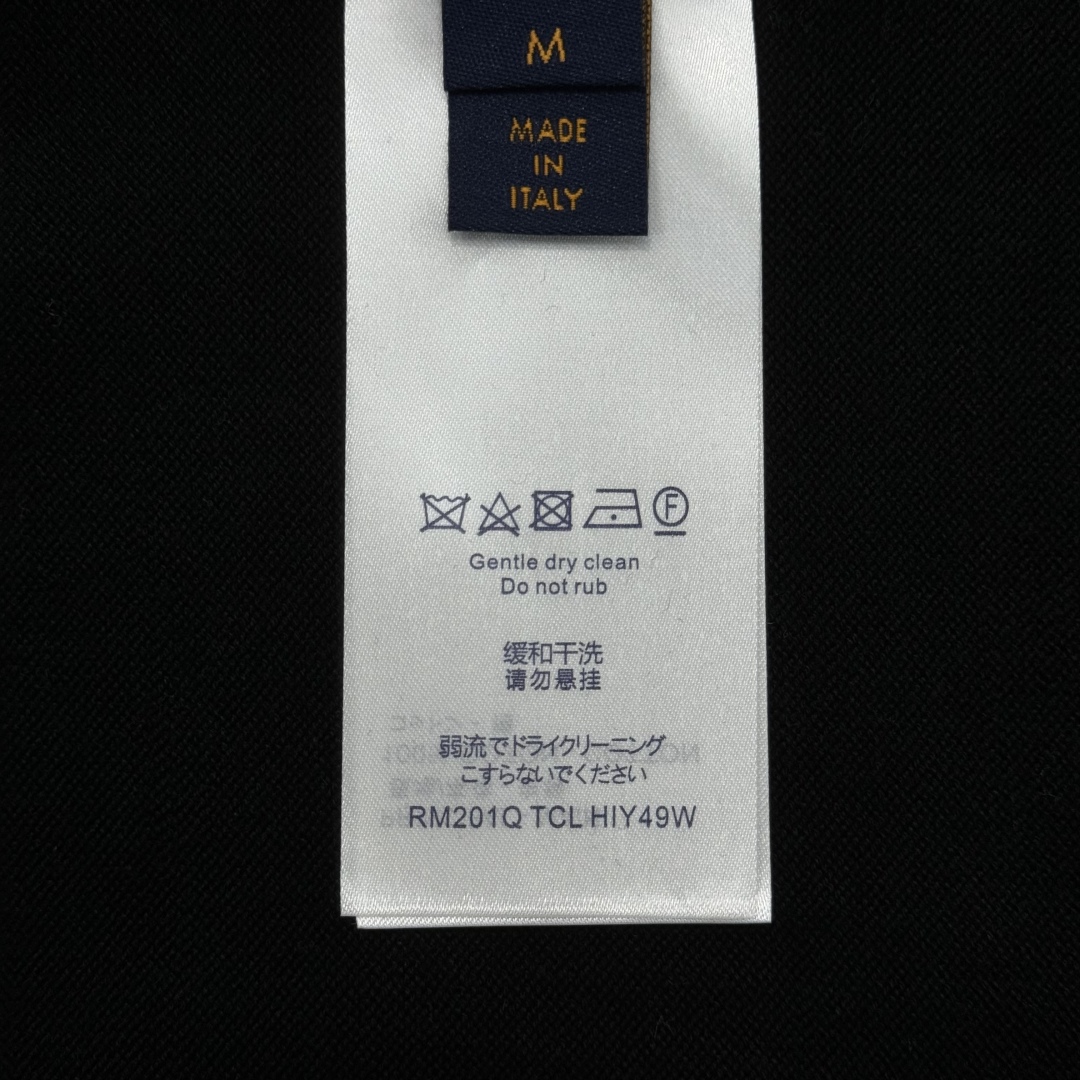 M
MADE
IN
ITALY
F
Gentle dry clean
Do not rub
缓和干洗
请勿悬挂
弱流でドライクリーニング
こすらないでください
RM201Q TCL HIY49W